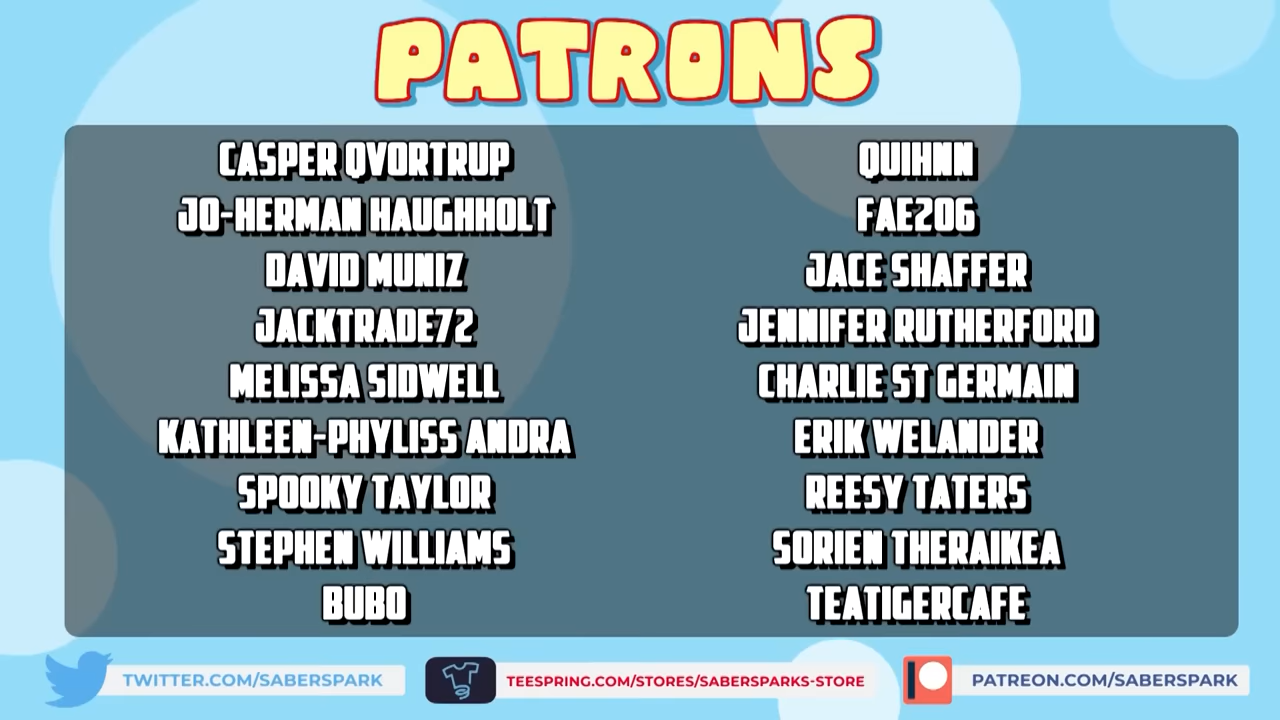 PATRONS
CASPER QVORTRUP
JO-HERMAN HAUGHHOLT
DAVID MUNIZ
JACKTRADE72
MELISSA SIDWELL
KATHLEEN-PHYLISS ANDRA
SPOOKY TAYLOR
STEPHEN WILLIAMS
BUBO
QUIHNN
FAE206
JACE SHAFFER
JENNIFER RUTHERFORD
CHARLIE ST GERMAIN
ERIK WELANDER
REESY TATERS
SORIEN THERAIKEA
TEATIGERCAFE
TWITTER.COM/SABERSPARK
TEESPRING.COM/STORES/SABERSPARKS-STORE
PATREON.COM/SABERSPARK